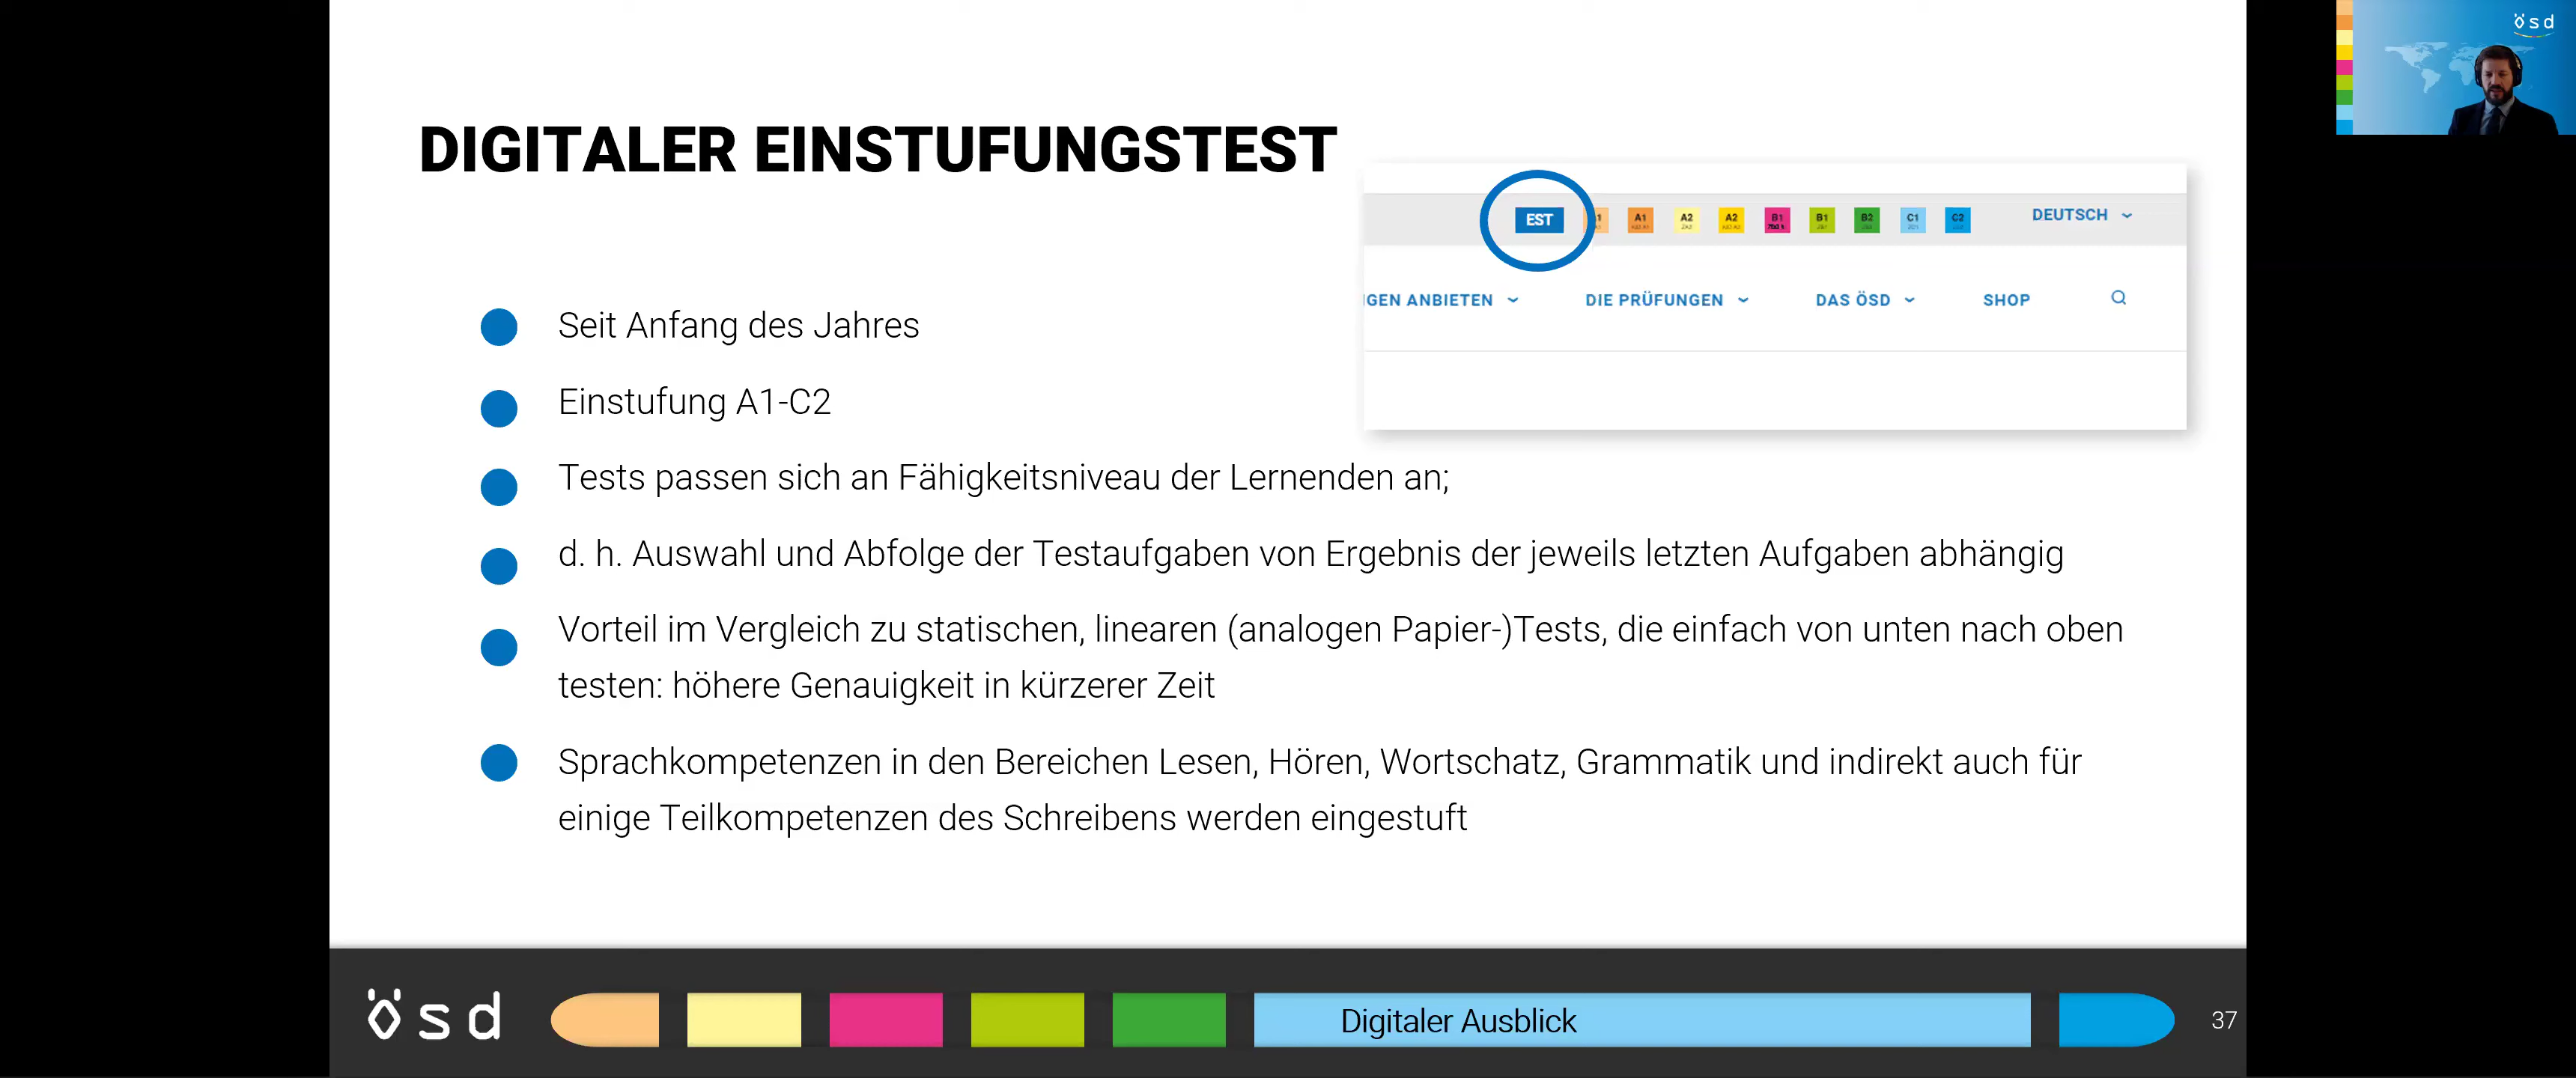 ösd
DIGITALER EINSTUFUNGSTEST
EST
A1
A2
A2
B1
B1
B2
C1
C2
DEUTSCH
GEN ANBIETEN
DIE PRÜFUNGEN
DAS ÖSD
SHOP
Seit Anfang des Jahres
Einstufung A1-C2
Tests passen sich an Fähigkeitsniveau der Lernenden an;
d. h. Auswahl und Abfolge der Testaufgaben von Ergebnis der jeweils letzten Aufgaben abhängig
Vorteil im Vergleich zu statischen, linearen (analogen Papier-)Tests, die einfach von unten nach oben
testen: höhere Genauigkeit in kürzerer Zeit
Sprachkompetenzen in den Bereichen Lesen, Hören, Wortschatz, Grammatik und indirekt auch für
einige Teilkompetenzen des Schreibens werden eingestuft
ösd
Digitaler Ausblick
37